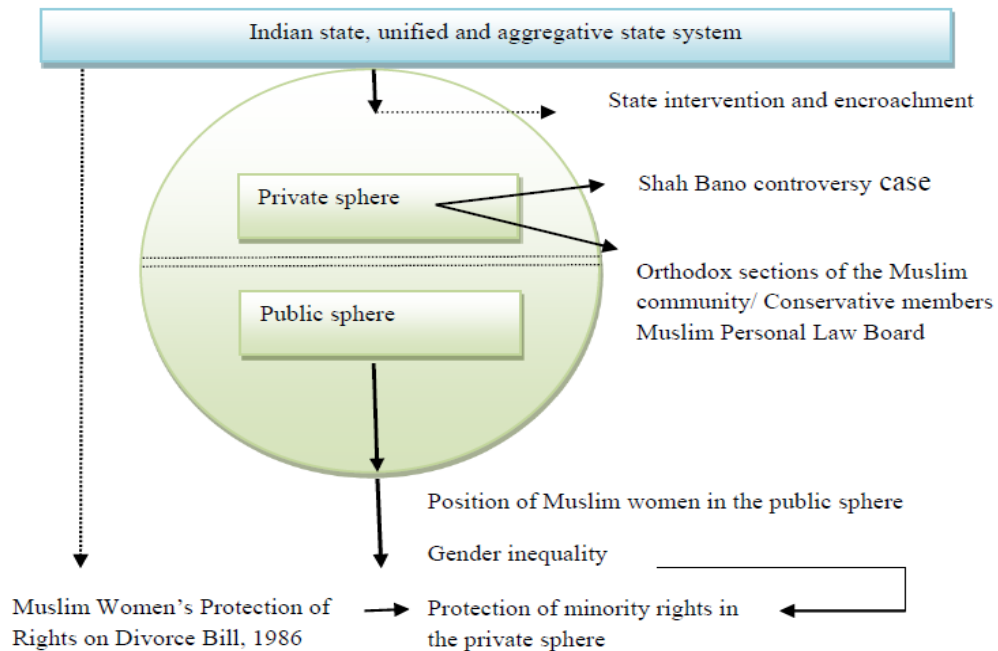 Indian state, unified and aggregative state system
State intervention and encroachment
Private sphere
Shah Bano controversy case
Orthodox sections of the Muslim
community/ Conservative members
Muslim Personal Law Board
Public sphere
Position of Muslim women in the public sphere
Gender inequality
Muslim Women’s Protection of
Rights on Divorce Bill, 1986
Protection of minority rights in
the private sphere